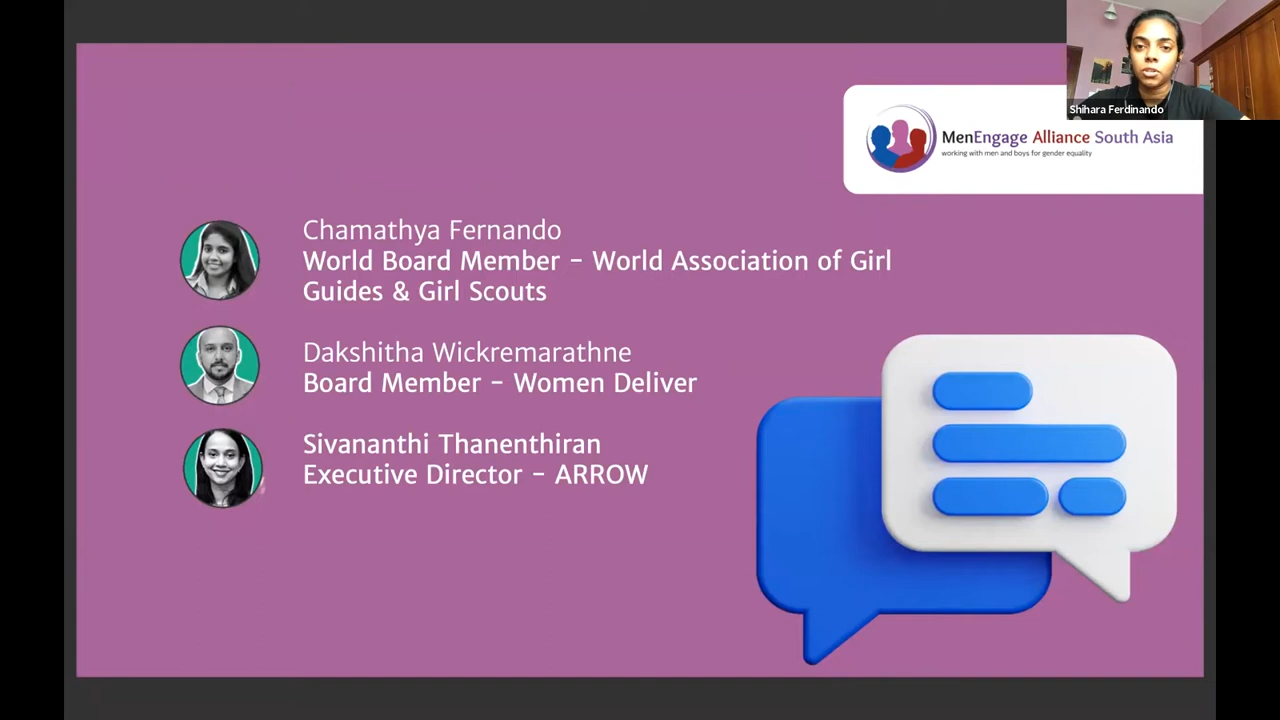 Shihara Ferdinando
MenEngage Alliance South Asia
working with men and boys for gender equality
Chamathya Fernando
World Board Member – World Association of Girl
Guides & Girl Scouts
Dakshitha Wickremarathne
Board Member – Women Deliver
Sivananthi Thanenthiran
Executive Director – ARROW